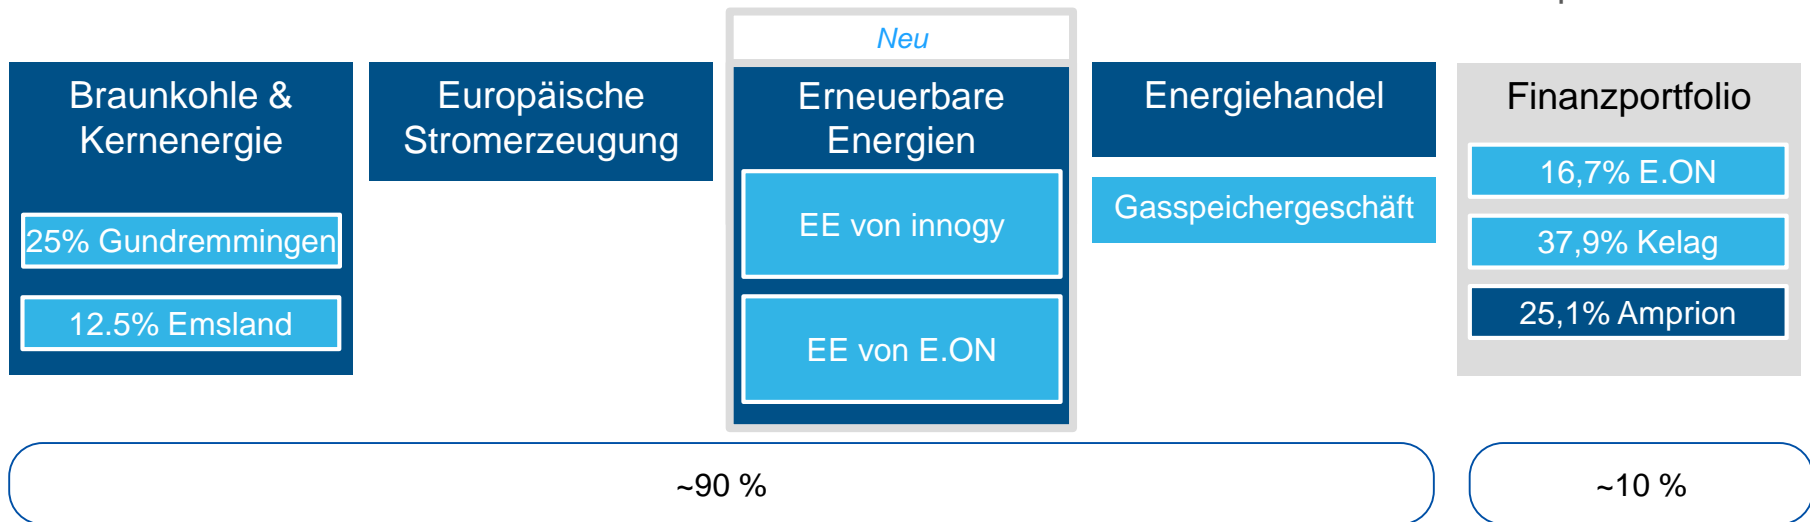 Neu
Braunkohle &
Kernenergie
25% Gundremmingen
12.5% Emsland
Europäische
Stromerzeugung
Erneuerbare
Energien
EE von innogy
EE von E.ON
Energiehandel
Gasspeichergeschäft
Finanzportfolio
16,7% E.ON
37,9% Kelag
25,1% Amprion
~90 %
~10 %